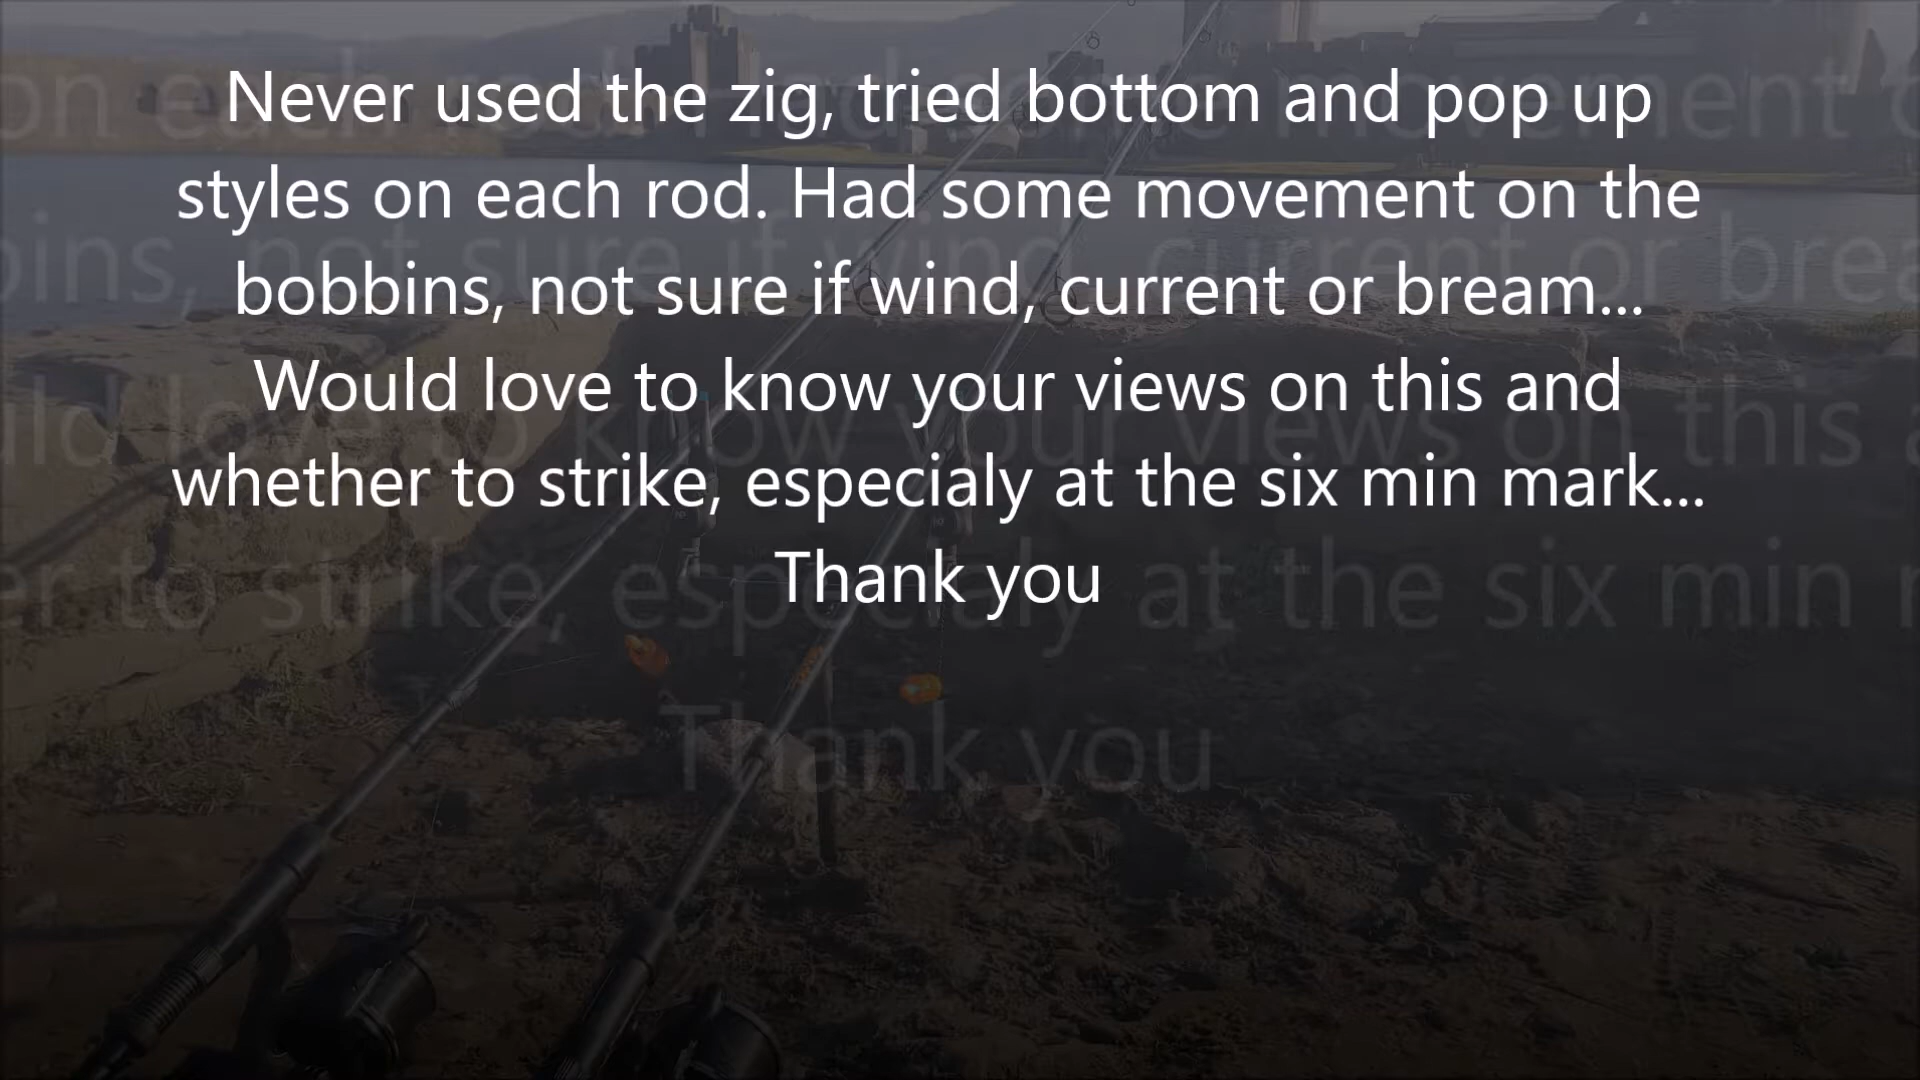 Never used the zig, tried bottom and pop up
styles on each rod. Had some movement on the
bobbins, not sure if wind, current or bream...
Would love to know your views on this and
whether to strike, especialy at the six min mark...
Thank you